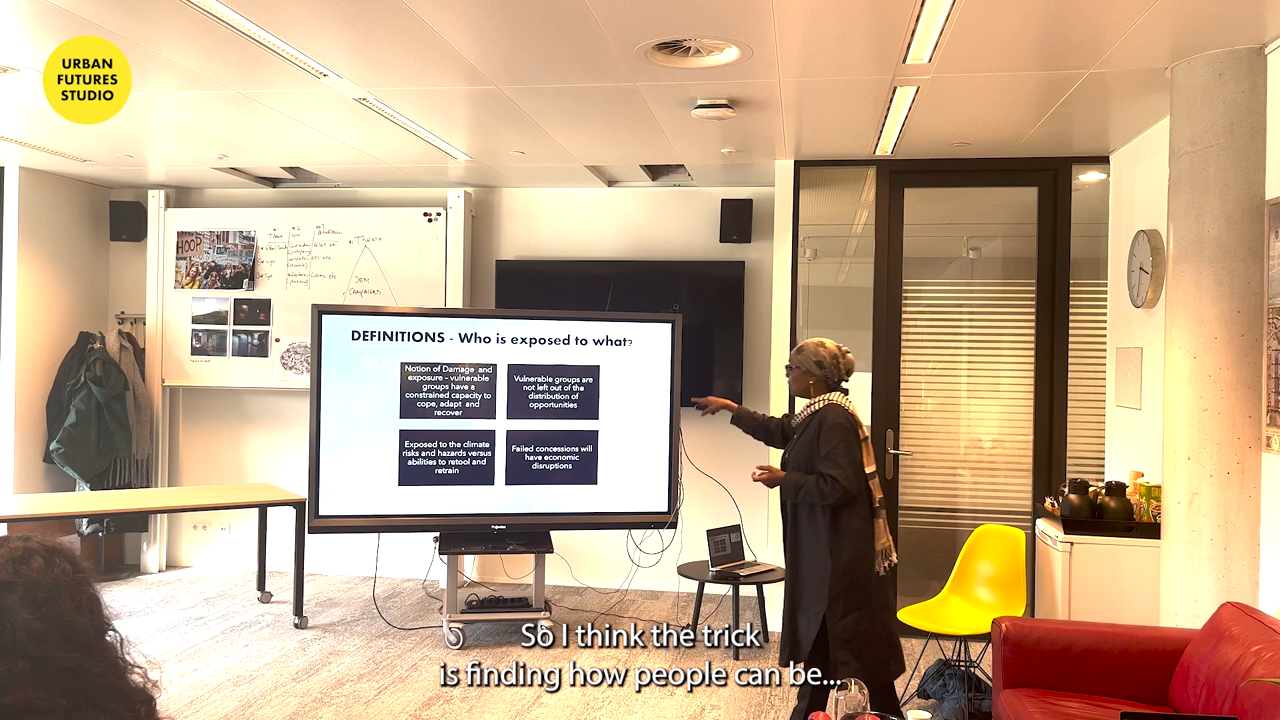 URBAN
FUTURES
STUDIO
HOOP
DEFINITIONS - Who is exposed to what?
Notion of Damage and
exposure - vulnerable
groups have a
constrained capacity to
cope, adapt and
recover
Vulnerable groups are
not left out of the
distribution of
opportunities
Exposed to the climate
risks and hazards versus
abilities to retool and
retrain
Failed concessions will
have economic
disruptions
So I think the trick
is finding how people can be...